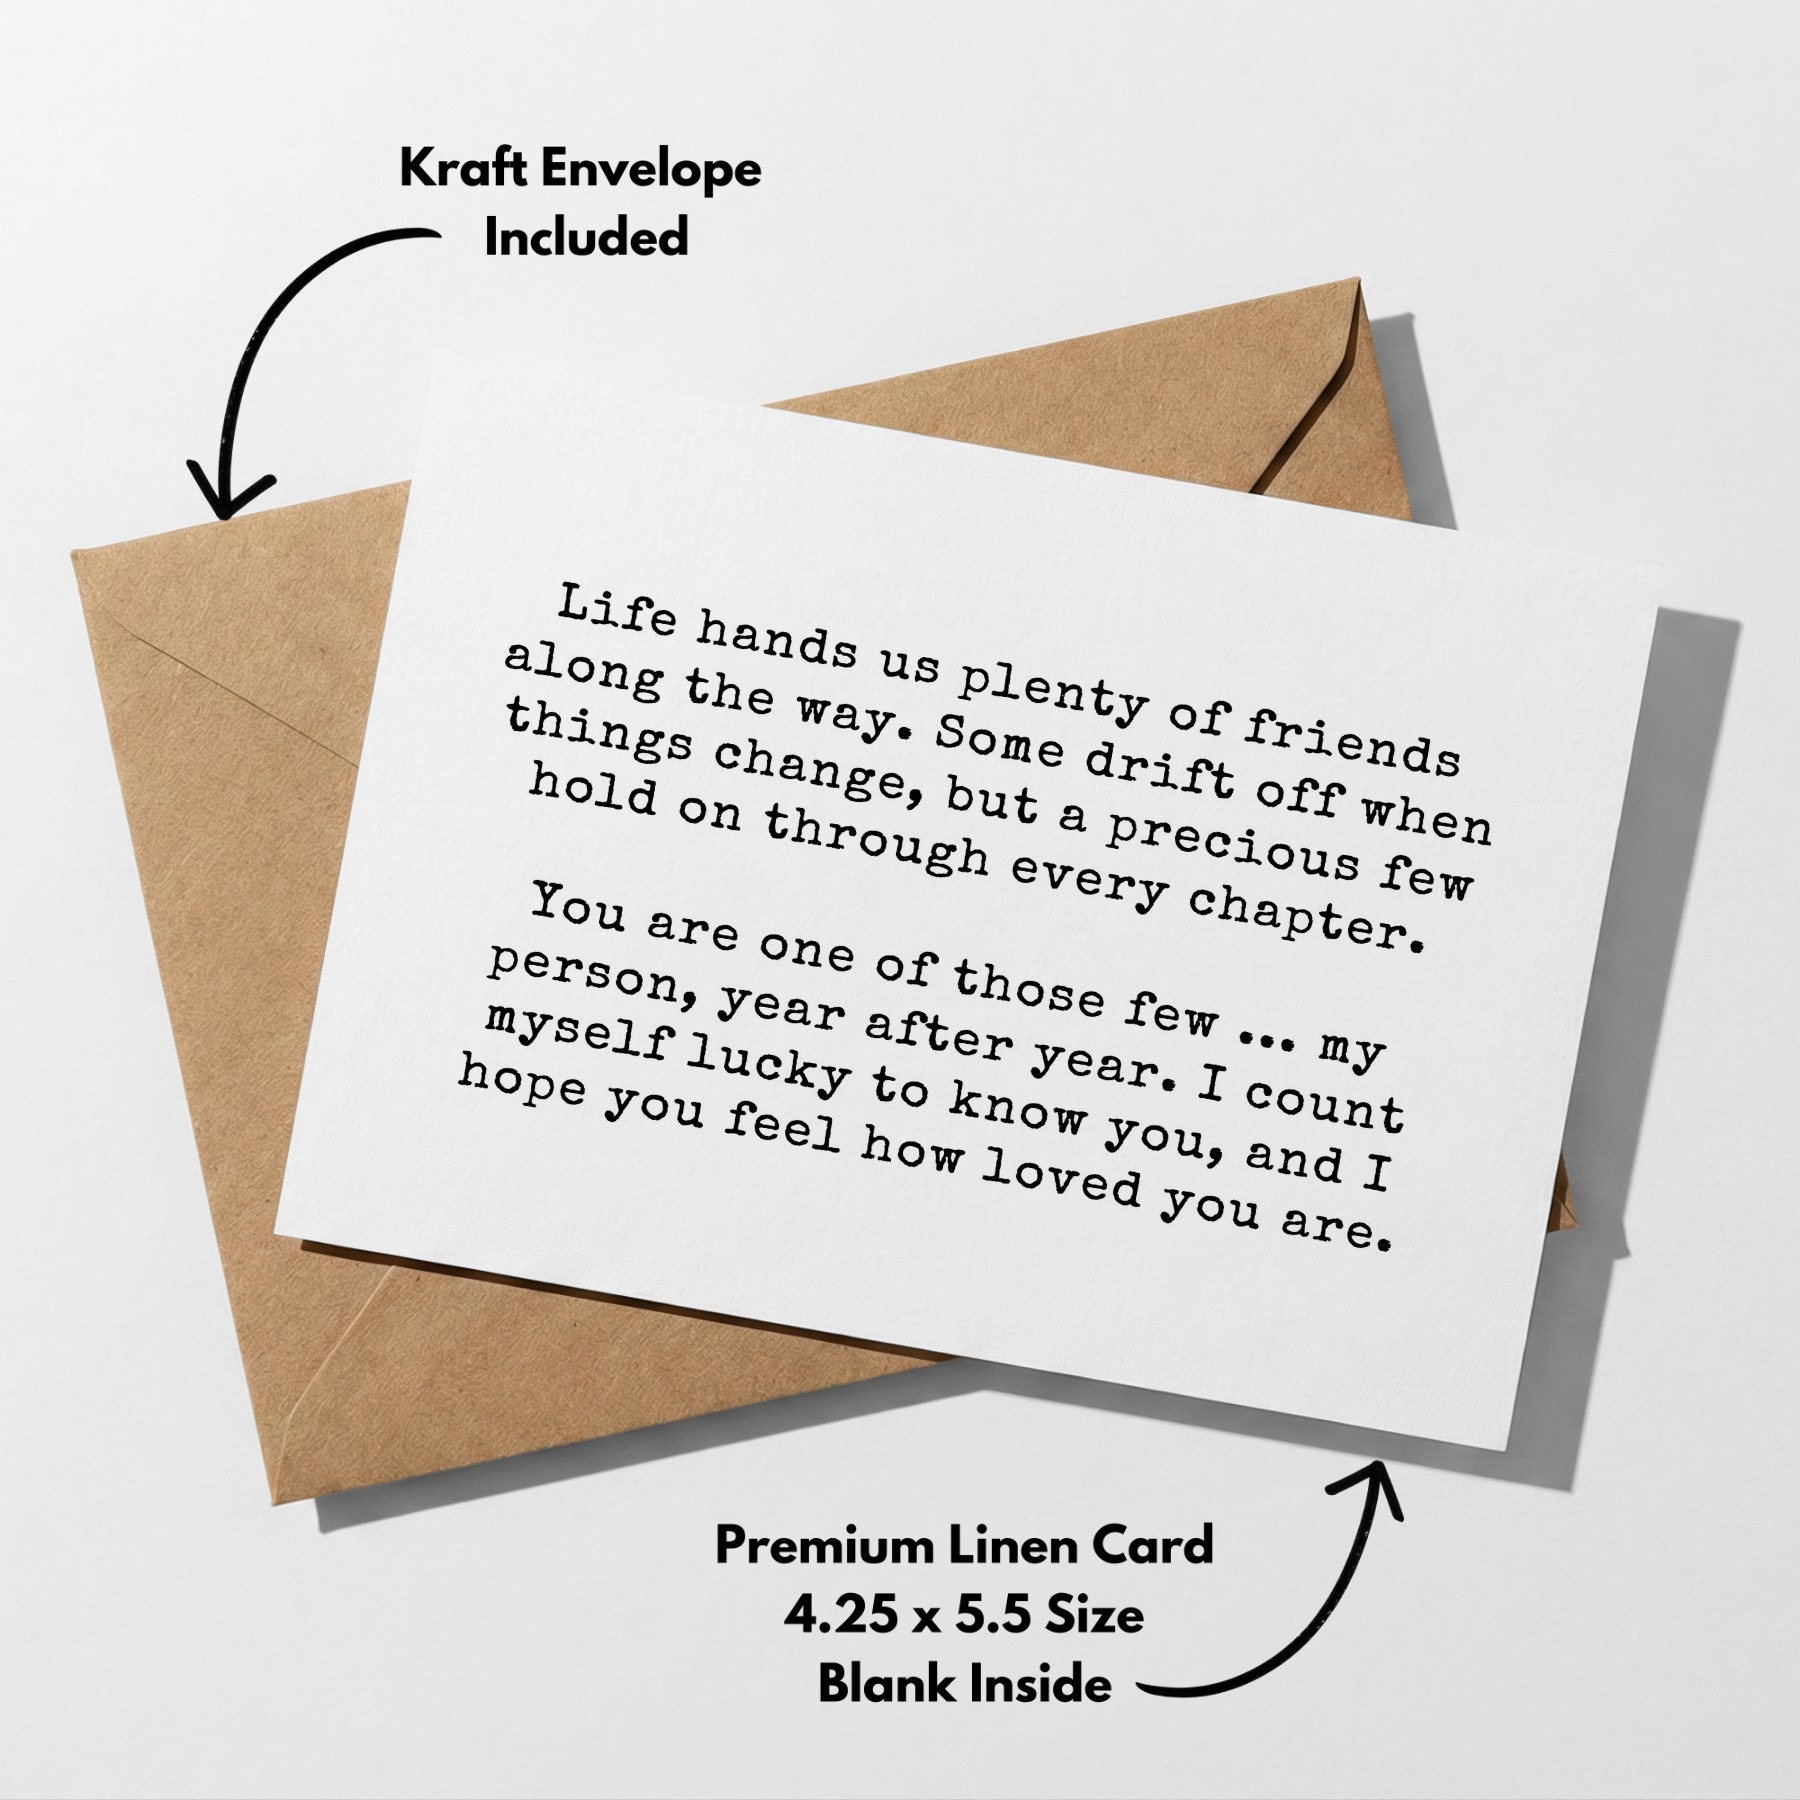 Kraft Envelope
Included
Life hands us plenty of friends
along the way. Some drift off when
things change, but a precious few
hold on through every chapter.
You are one of those few ... my
person, year after year. I count
myself lucky to know you, and I
hope you feel how loved you are.
Premium Linen Card
4.25 x 5.5 Size
Blank Inside